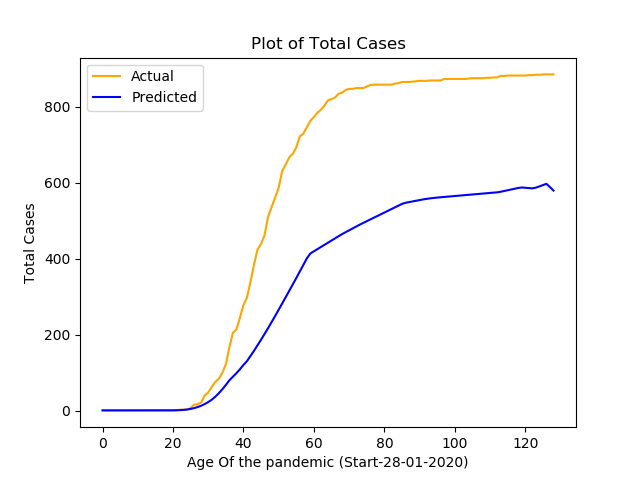 Plot of Total Cases
Actual
Predicted
800
600
400
200
0
Total Cases
0 20 40 60 80 100 120
Age Of the pandemic (Start-28-01-2020)